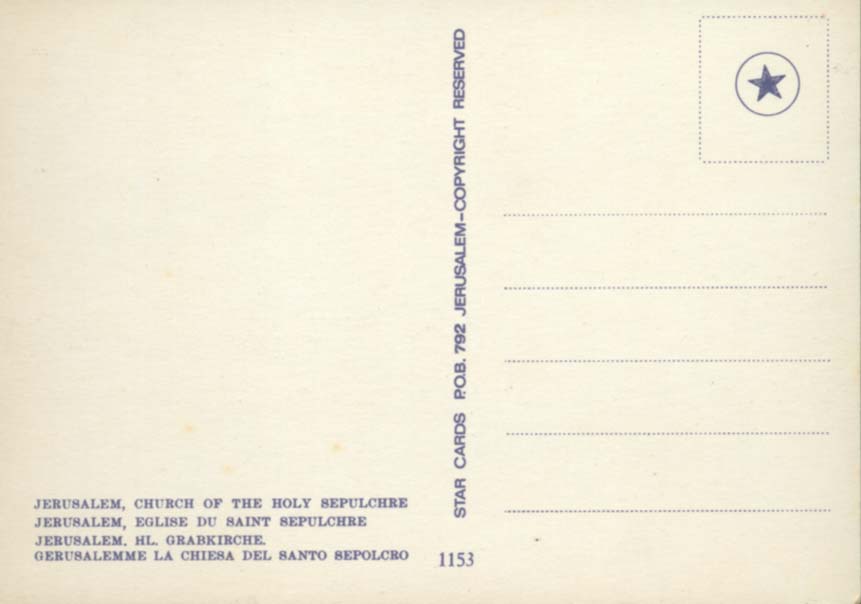 JERUSALEM, CHURCH OF THE HOLY SEPULCHRE
JERUSALEM, EGLISE DU SAINT SEPULCHRE
JERUSALEM. HL. GRABKIRCHE.
GERUSALEMME LA CHIESA DEL SANTO SEPOLCRO
1153
STAR CARDS P.O.B. 792 JERUSALEM-COPYRIGHT RESERVED